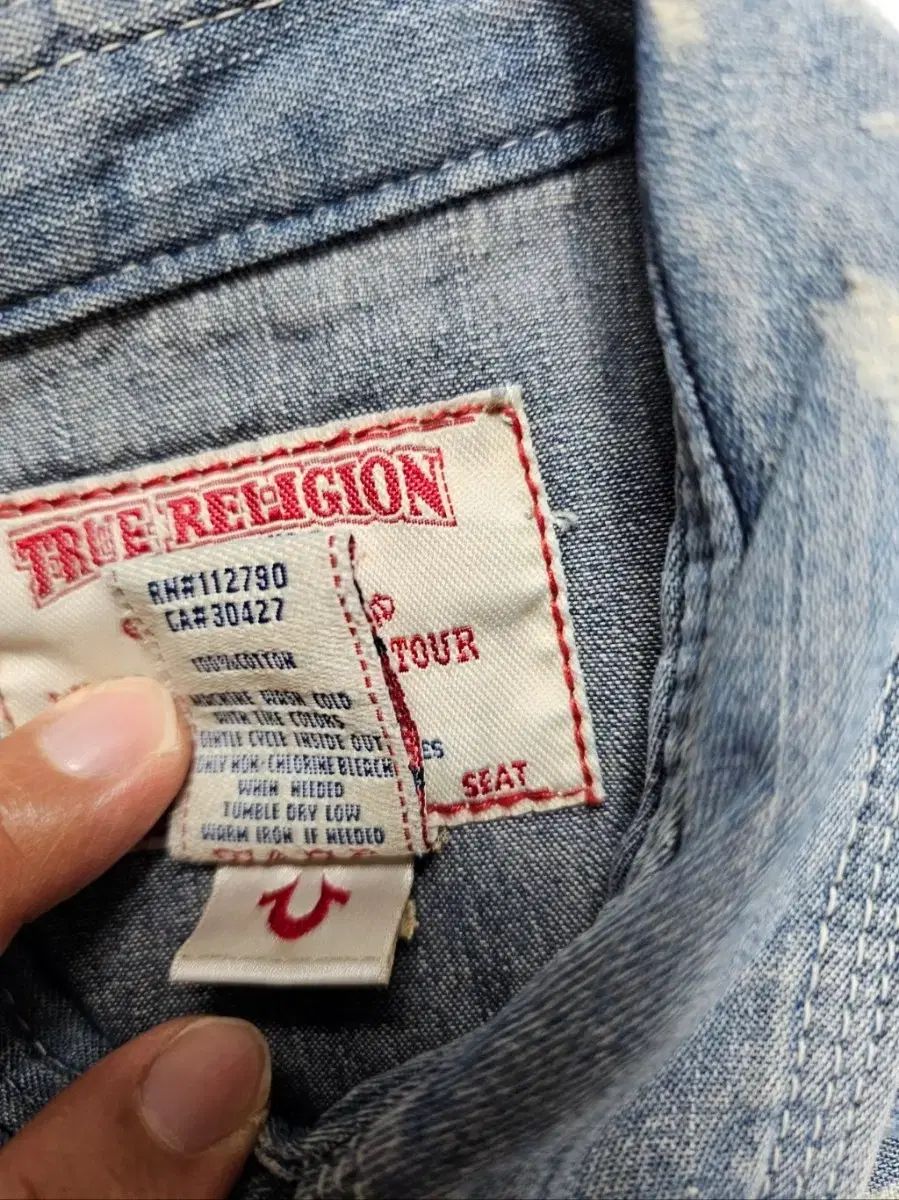 TRUE RELIGION
RN#112790
CA#30427
100% COTTON
MACHINE WASH COLD
WITH LIKE COLORS
GENTLE CYCLE INSIDE OUT
ONLY NON-CHLORINE BLEACH
WHEN NEEDED
TUMBLE DRY LOW
WARM IRON IF NEEDED
TOUR
ES
SEAT